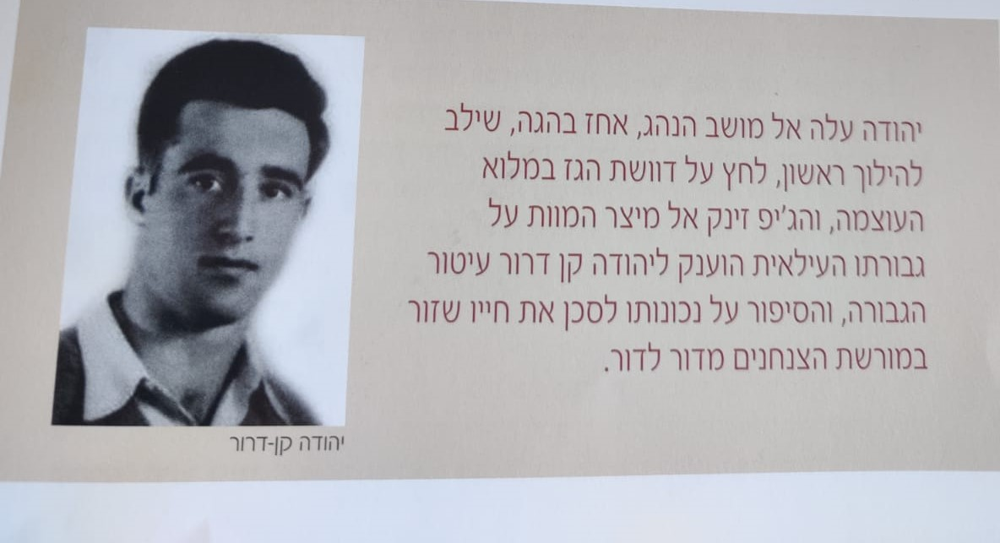 יהודה עלה אל מושב הנהג, אחז בהגה, שילב
להילוך ראשון, לחץ על דוושת הגז במלוא
העוצמה, והג'יפ זינק אל מיצר המוות על
גבורתו העילאית הוענק ליהודה קן דרור עיטור
הגבורה, והסיפור על נכונותו לסכן את חייו שזור
במורשת הצנחנים מדור לדור.
יהודה קן-דרור